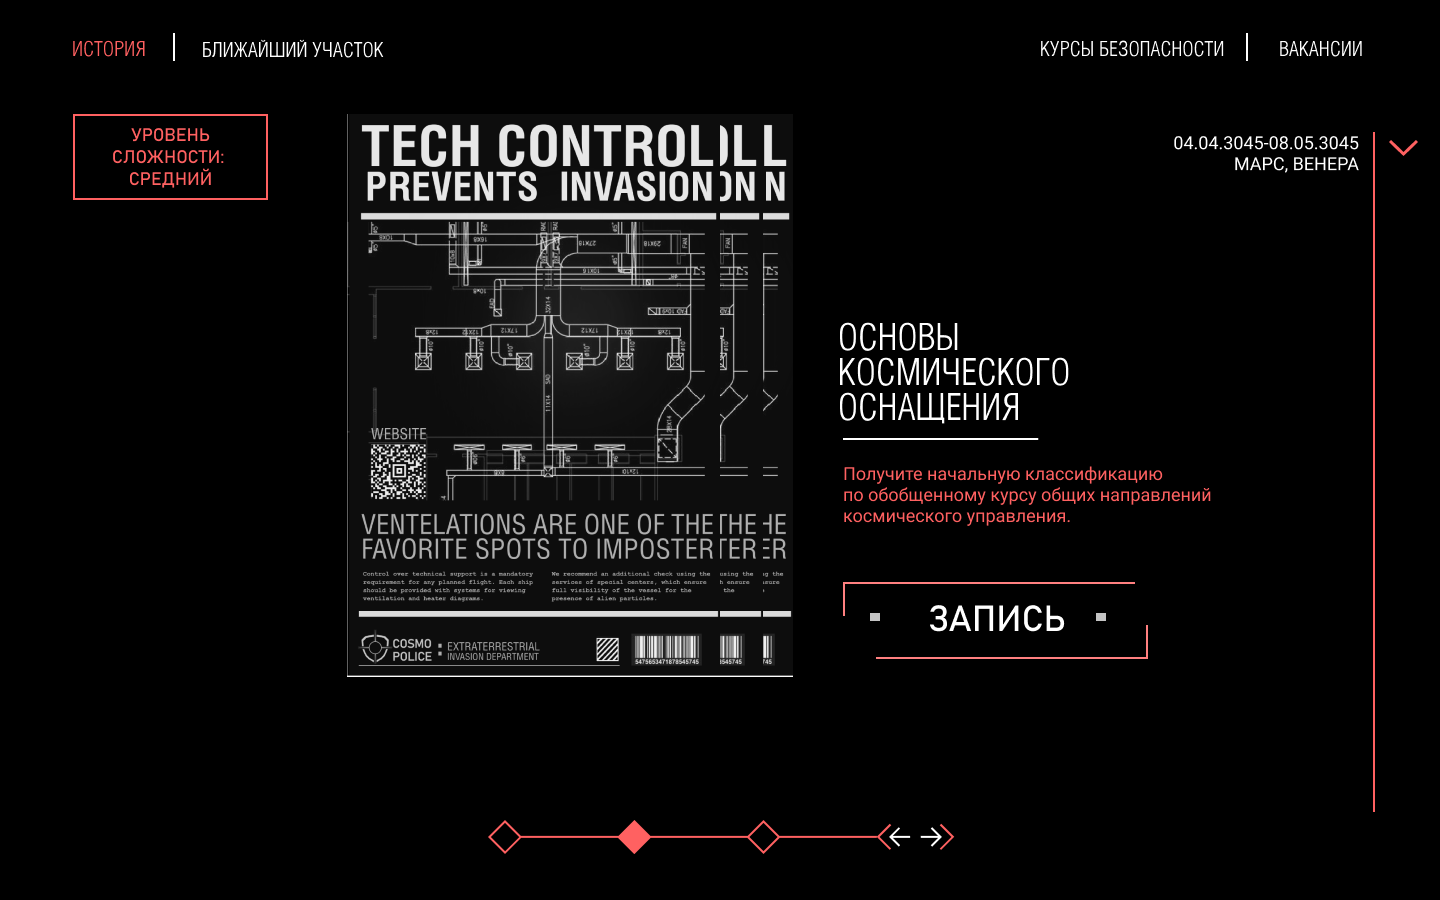 ИСТОРИЯ
БЛИЖАЙШИЙ УЧАСТОК
КУРСЫ БЕЗОПАСНОСТИ
ВАКАНСИИ
УРОВЕНЬ
СЛОЖНОСТИ:
СРЕДНИЙ
04.04.3045-08.05.3045
МАРС, ВЕНЕРА
TECH CONTROL
PREVENTS INVASION
WEBSITE
VENTELATIONS ARE ONE OF THE
FAVORITE SPOTS TO IMPOSTER
Control over technical support is a mandatory
requirement for any planned flight. Each ship
should be provided with systems for viewing
ventilation and heater diagrams.
We recommend an additional check using the
services of special centers, which ensure
full visibility of the vessel for the
presence of alien particles.
COSMO
POLICE
EXTRATERRESTRIAL
INVASION DEPARTMENT
5475653471878545745
ОСНОВЫ
КОСМИЧЕСКОГО
ОСНАЩЕНИЯ
Получите начальную классификацию
по обобщенному курсу общих направлений
космического управления.
ЗАПИСЬ